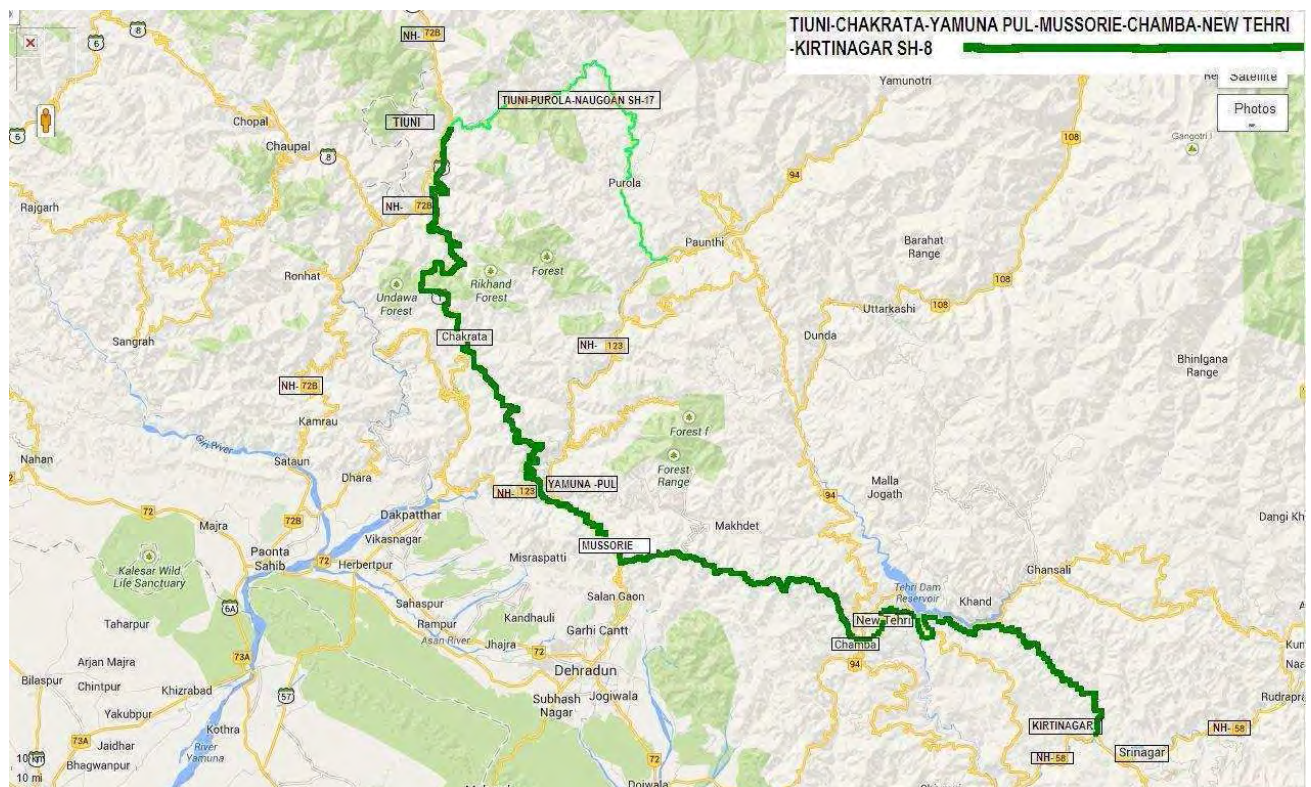 TIUNI-CHAKRATA-YAMUNA PUL-MUSSORIE-CHAMBA-NEW TEHRI
-KIRTINAGAR SH-8
6
8
NH- 72B
Yamunotri
Satellite
Photos
TIUNI-PUROLA-NAUGOAN SH-17
Chopal
TIUNI
6
Chaupal
8
108
Gangotri
94
Purola
Rajgarh
NH- 72B
Paunthi
Barahat
Range
Ronhat
Rikhand
Forest
Forest
108
Undawa
Forest
Uttarkashi
108
Sangrah
Chakrata
NH- 123
Dunda
Bhinlgana
Range
NH- 72B
Kamrau
Forest f
Giri River
Nahan
Sataun
Dhara
Forest
Range
YAMUNA -PUL
NH- 123
Malla
Jogath
94
72
Majra
72B
Dakpatthar
Vikasnagar
Makhdet
Dangi Kh
Paonta
Sahib
72
Herbertpur
Misraspatti
MUSSORIE
Kalesar Wild
Life Sanctuary
Ghansali
Tehri Dam
Reservoir
Khand
6A
Sahaspur
Salan Gaon
Taharpur
Rampur
Kandhauli
New Tehri
Asan River
Garhi Cantt
Chamba
73A
Jhajra
72
94
Arjan Majra
Dehradun
Bilaspur
Chintpur
Khizrabad
57
Subhash
Nagar
Jogiwala
Rudrapra
Yakubpur
KIRTINAGAR
NH- 58
73A
Jaidhar
Kothra
River
Yamuna
Srinagar
NH- 58
10 km
10 mi
Bhagwanpur
72
Doiwala